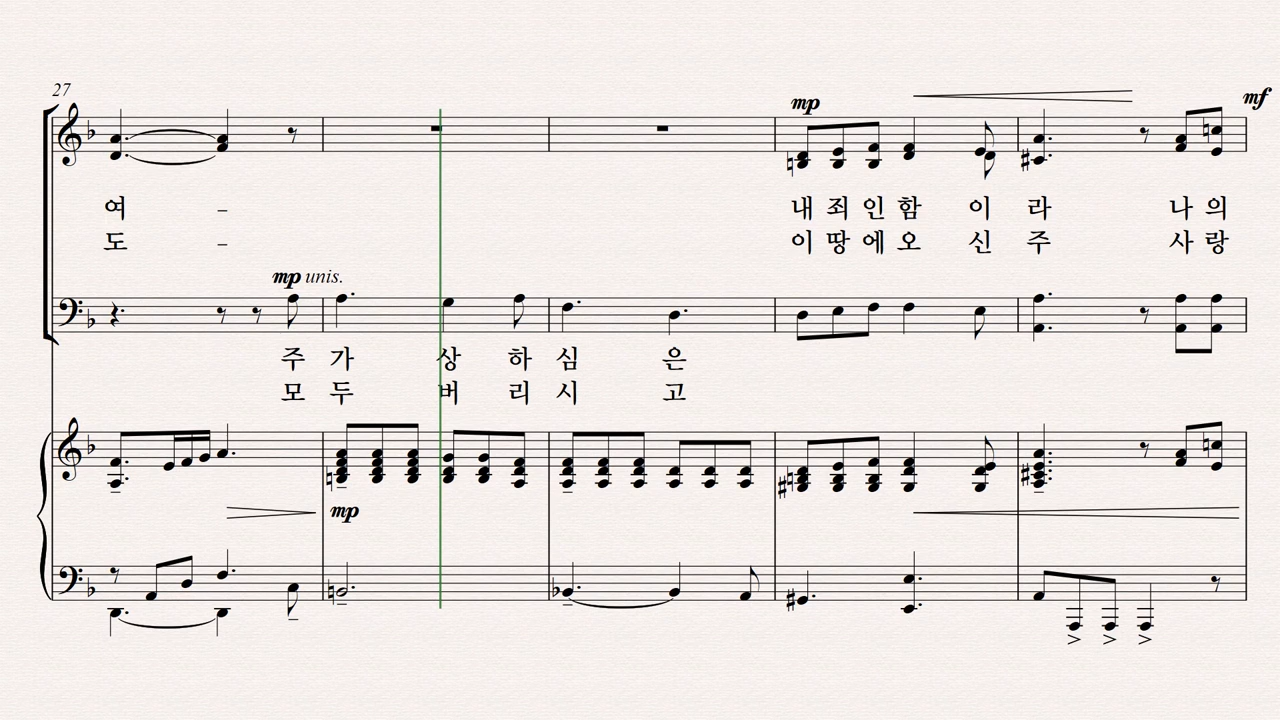 27
mp
mf
여 - 내 죄 인 함 이 라 나 의
도 - 이 땅 에 오 신 주 사 랑
mp unis.
주 가 상 하 심 은
모 두 버 리 시 고
mp